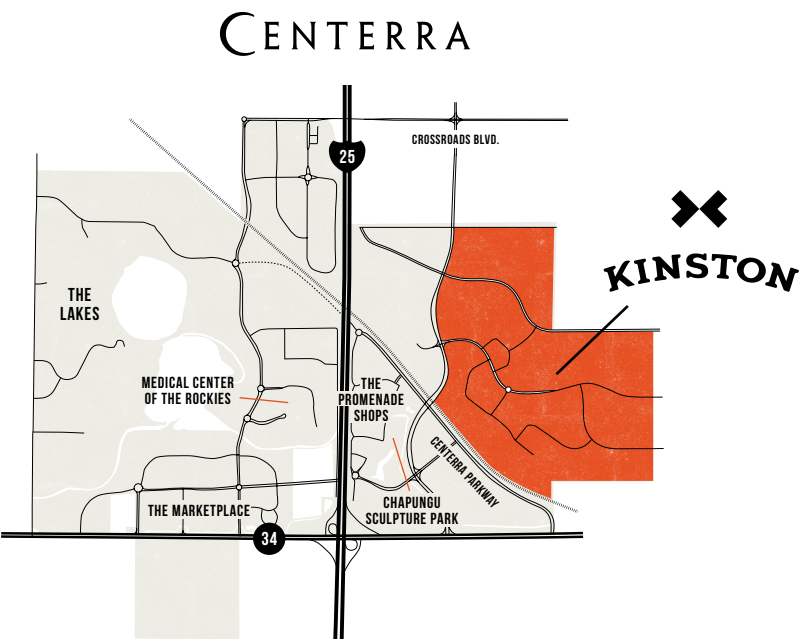 CENTERRA
CROSSROADS BLVD.
25
KINSTON
THE
LAKES
MEDICAL CENTER
OF THE ROCKIES
THE
PROMENADE
SHOPS
CENTERRA PARKWAY
CHAPUNGU
SCULPTURE PARK
THE MARKETPLACE
34